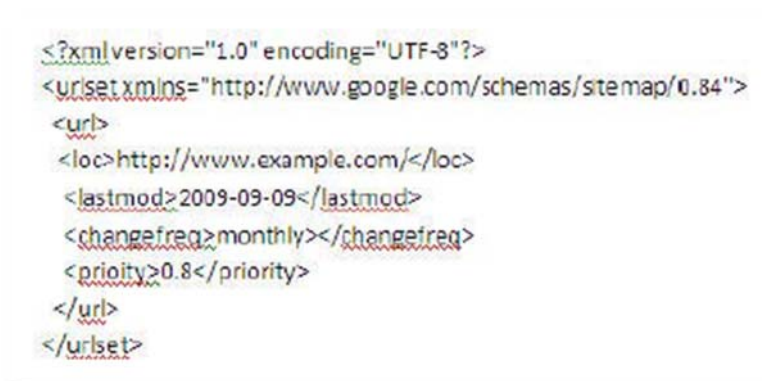 <?xml version="1.0" encoding="UTF-8"?>
<urlset xmlns="http://www.google.com/schemas/sitemap/0.84">
<url>
<loc>http://www.example.com/</loc>
<lastmod>2009-09-09</lastmod>
<changefreq>monthly></changefreq>
<prioity>0.8</priority>
</url>
</urlset>